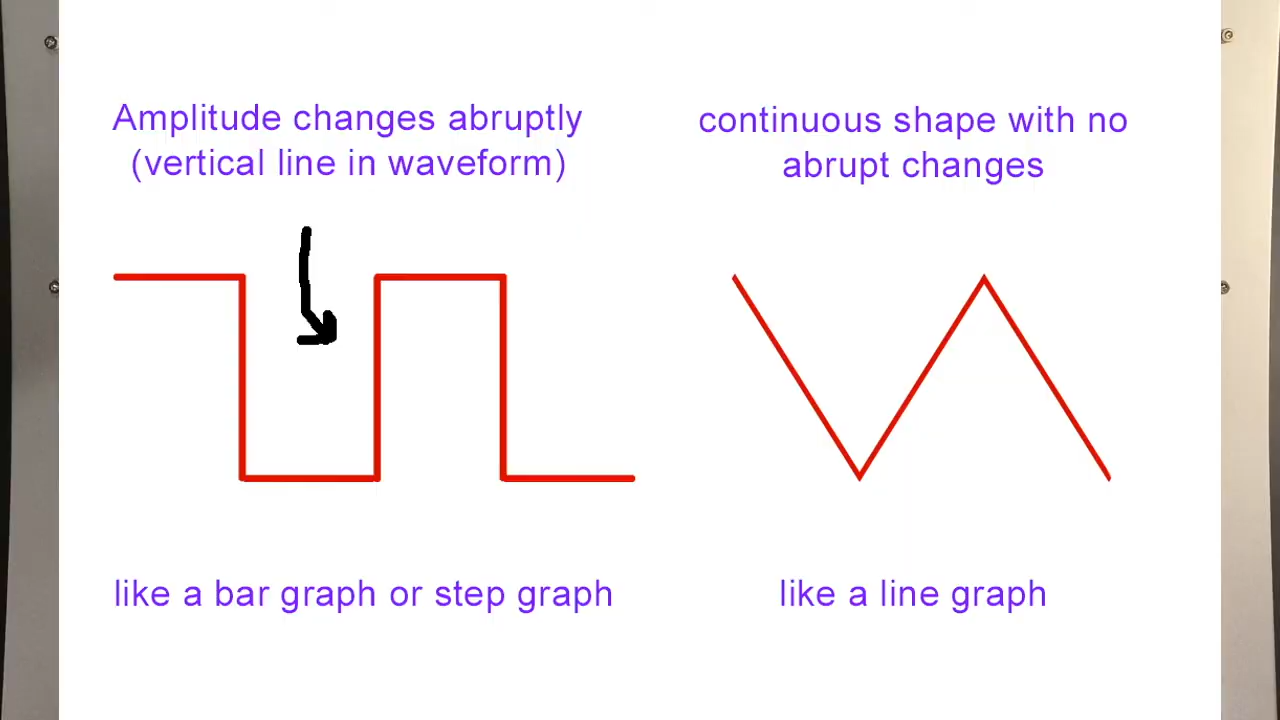 Amplitude changes abruptly
(vertical line in waveform)
continuous shape with no
abrupt changes
like a bar graph or step graph
like a line graph